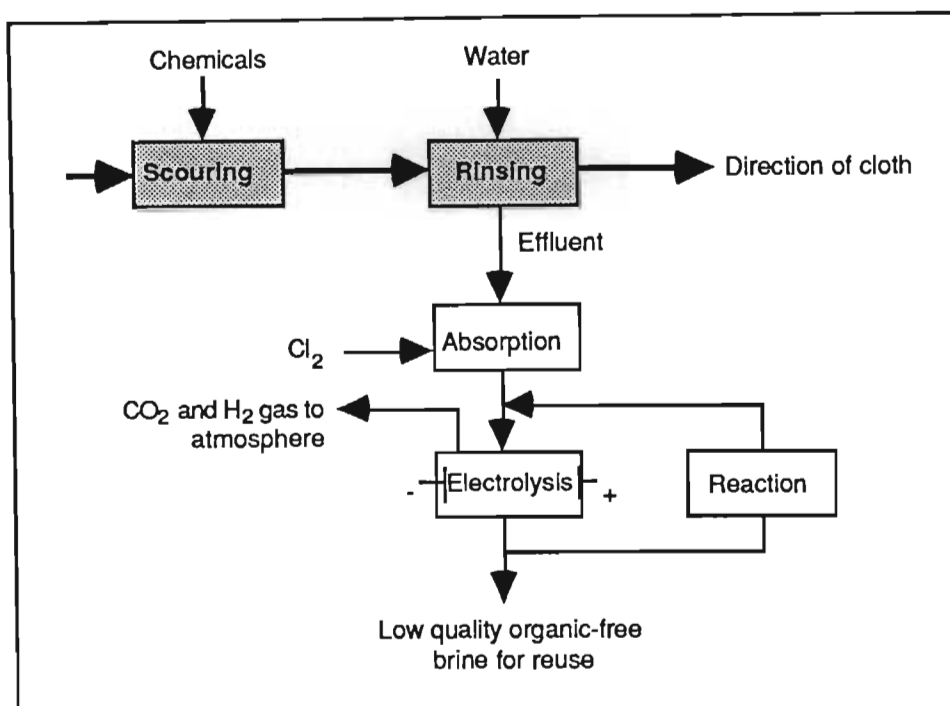 Chemicals
Water
Scouring
Rinsing
Direction of cloth
Effluent
Absorption
Cl₂
CO₂ and H₂ gas to
atmosphere
- Electrolysis +
Reaction
Low quality organic-free
brine for reuse